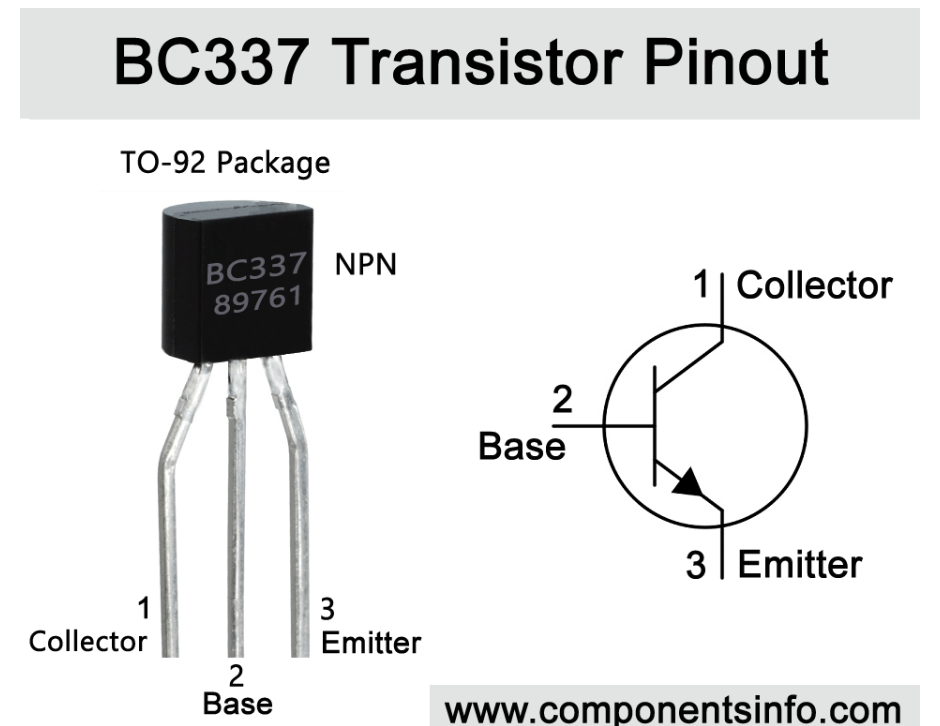 BC337 Transistor Pinout
TO-92 Package
BC337
89761
NPN
1
Collector
2
Base
3
Emitter
1 Collector
2
Base
3 Emitter
www.componentsinfo.com